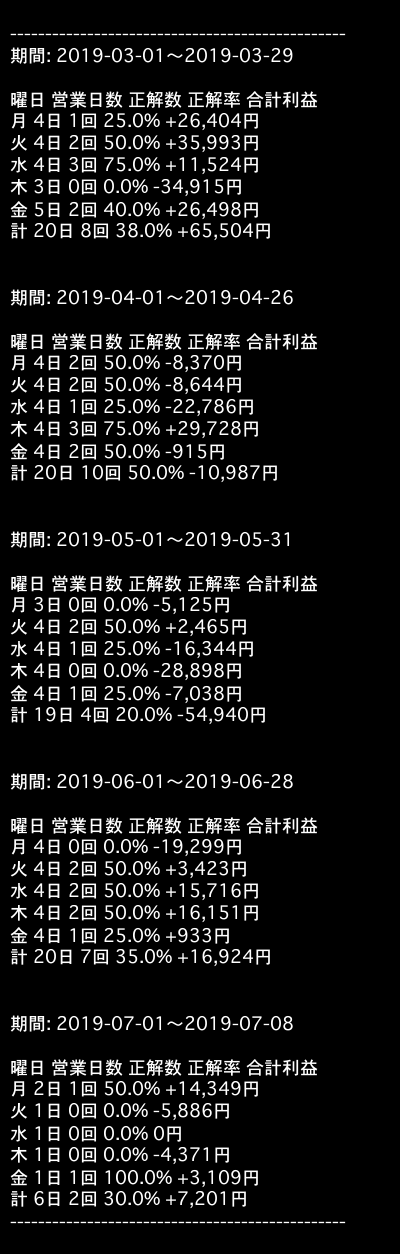 ------------------------------------------------
期間: 2019-03-01〜2019-03-29
曜日 営業日数 正解数 正解率 合計利益
月 4日 1回 25.0% +26,404円
火 4日 2回 50.0% +35,993円
水 4日 3回 75.0% +11,524円
木 3日 0回 0.0% -34,915円
金 5日 2回 40.0% +26,498円
計 20日 8回 38.0% +65,504円
期間: 2019-04-01〜2019-04-26
曜日 営業日数 正解数 正解率 合計利益
月 4日 2回 50.0% -8,370円
火 4日 2回 50.0% -8,644円
水 4日 1回 25.0% -22,786円
木 4日 3回 75.0% +29,728円
金 4日 2回 50.0% -915円
計 20日 10回 50.0% -10,987円
期間: 2019-05-01〜2019-05-31
曜日 営業日数 正解数 正解率 合計利益
月 3日 0回 0.0% -5,125円
火 4日 2回 50.0% +2,465円
水 4日 1回 25.0% -16,344円
木 4日 0回 0.0% -28,898円
金 4日 1回 25.0% -7,038円
計 19日 4回 20.0% -54,940円
期間: 2019-06-01〜2019-06-28
曜日 営業日数 正解数 正解率 合計利益
月 4日 0回 0.0% -19,299円
火 4日 2回 50.0% +3,423円
水 4日 2回 50.0% +15,716円
木 4日 2回 50.0% +16,151円
金 4日 1回 25.0% +933円
計 20日 7回 35.0% +16,924円
期間: 2019-07-01〜2019-07-08
曜日 営業日数 正解数 正解率 合計利益
月 2日 1回 50.0% +14,349円
火 1日 0回 0.0% -5,886円
水 1日 0回 0.0% 0円
木 1日 0回 0.0% -4,371円
金 1日 1回 100.0% +3,109円
計 6日 2回 30.0% +7,201円
------------------------------------------------